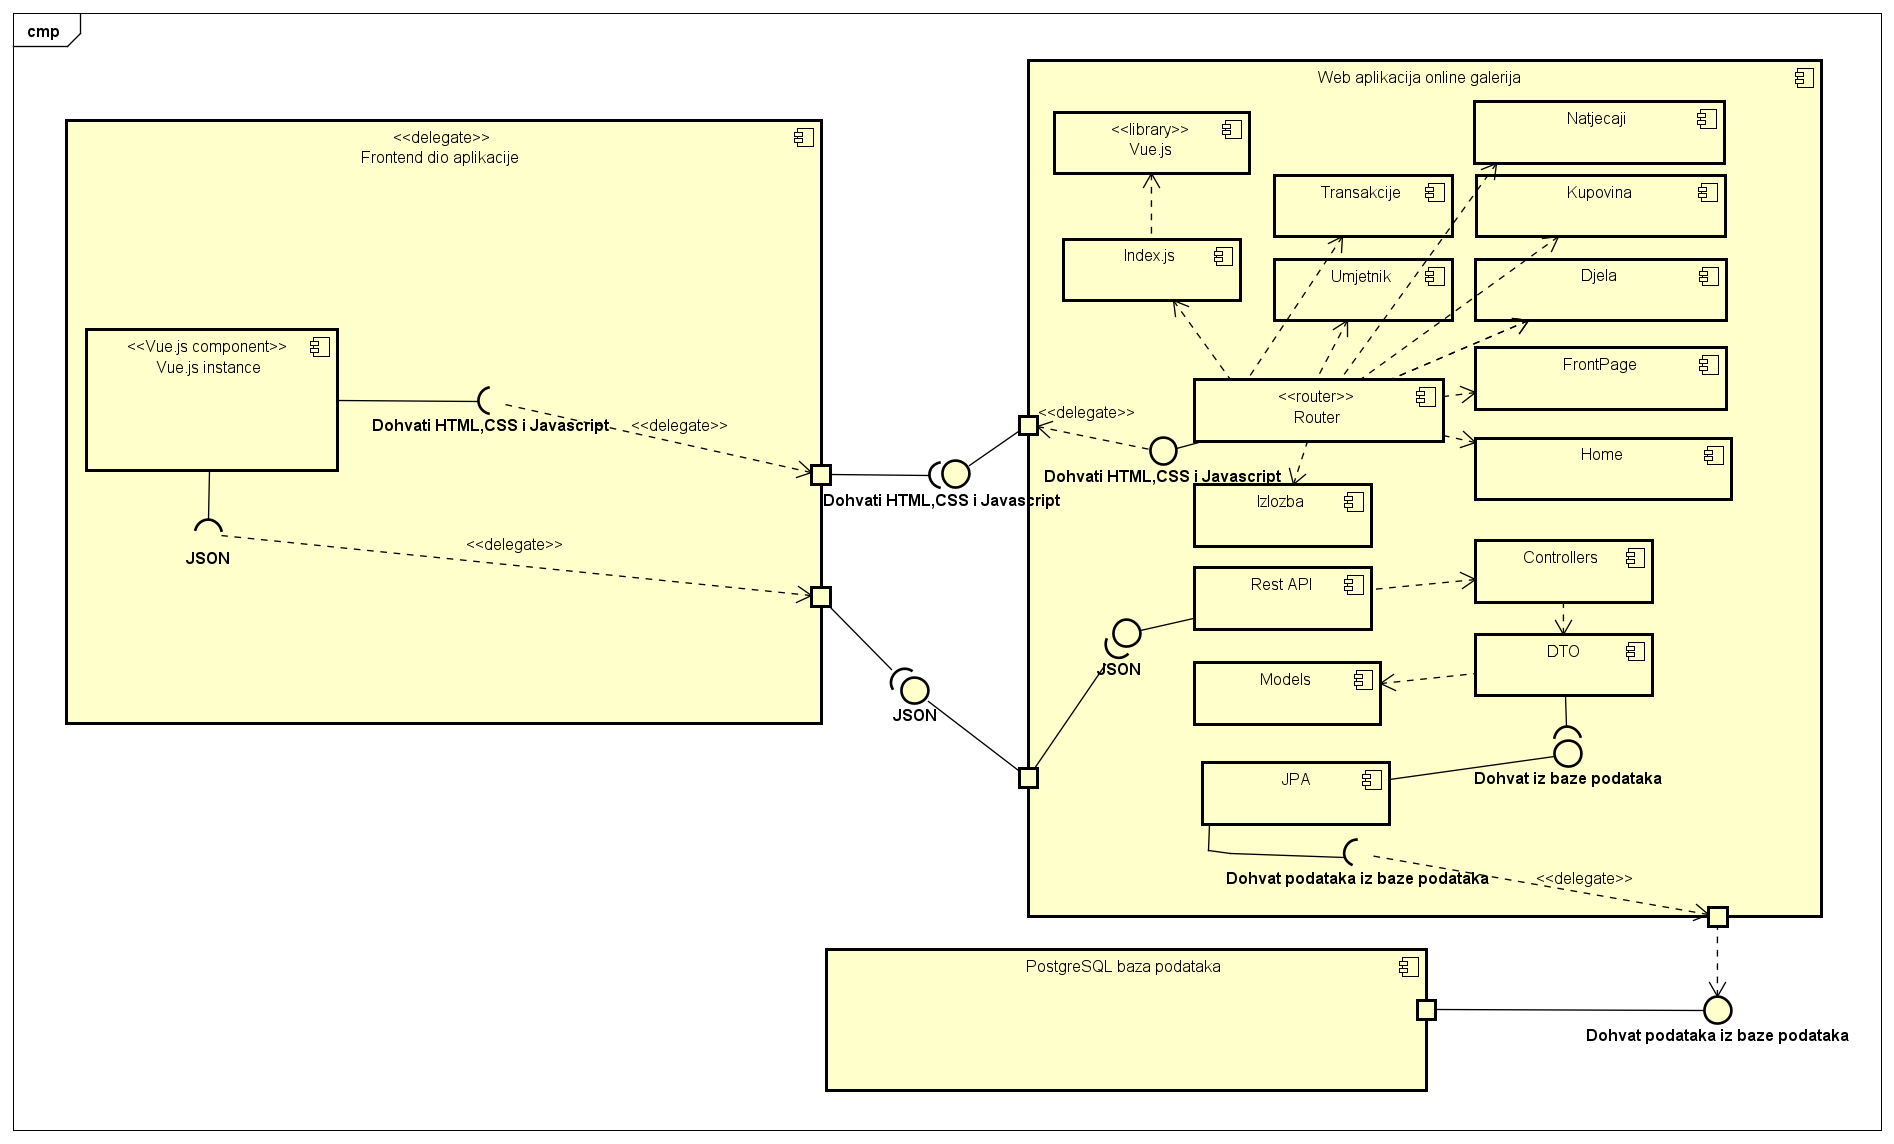 cmp
<<delegate>>
Frontend dio aplikacije
<<Vue.js component>>
Vue.js instance
Dohvati HTML,CSS i Javascript
<<delegate>>
JSON
<<delegate>>
Dohvati HTML,CSS i Javascript
JSON
Web aplikacija online galerija
<<library>>
Vue.js
Index.js
Transakcije
Umjetnik
Natjecaji
Kupovina
Djela
FrontPage
Home
<<router>>
Router
<<delegate>>
Dohvati HTML,CSS i Javascript
Izlozba
Rest API
Controllers
JSON
DTO
Models
JPA
Dohvat iz baze podataka
Dohvat podataka iz baze podataka
<<delegate>>
PostgreSQL baza podataka
Dohvat podataka iz baze podataka